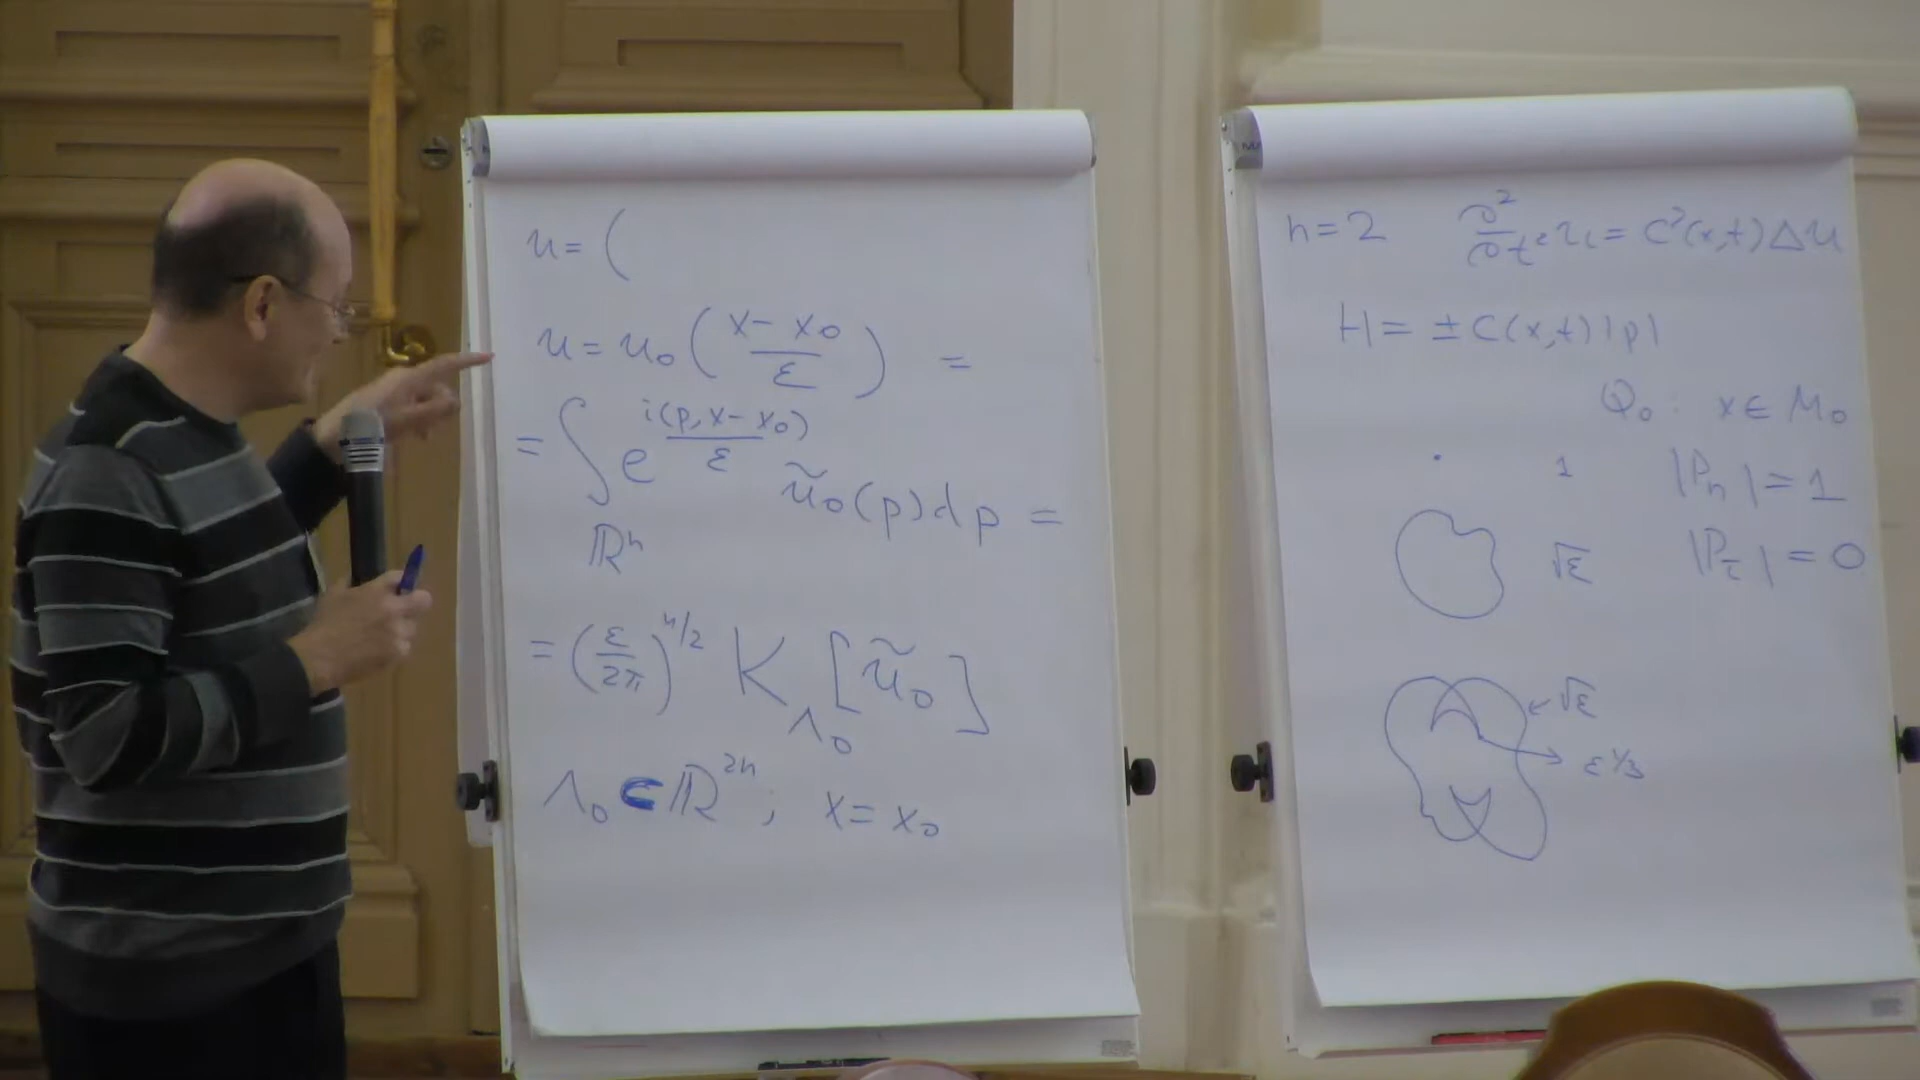 u = (
u = u₀ ( (x - x₀) / ε ) =
= ∫_{ℝⁿ} e^{i(p, x - x₀) / ε} ũ₀(p) dp =
= (ε / 2π)^{n/2} K_{Λ₀} [ũ₀]
Λ₀ ⊂ ℝ²ⁿ ; x = x₀
n = 2 ∂²/∂t² u = C²(x,t) Δu
H = ± C(x,t) |p|
Q₀ : x ∈ M₀
1 |Pₙ| = 1
√ε |P_τ| = 0
← √ε
ε^{1/3}